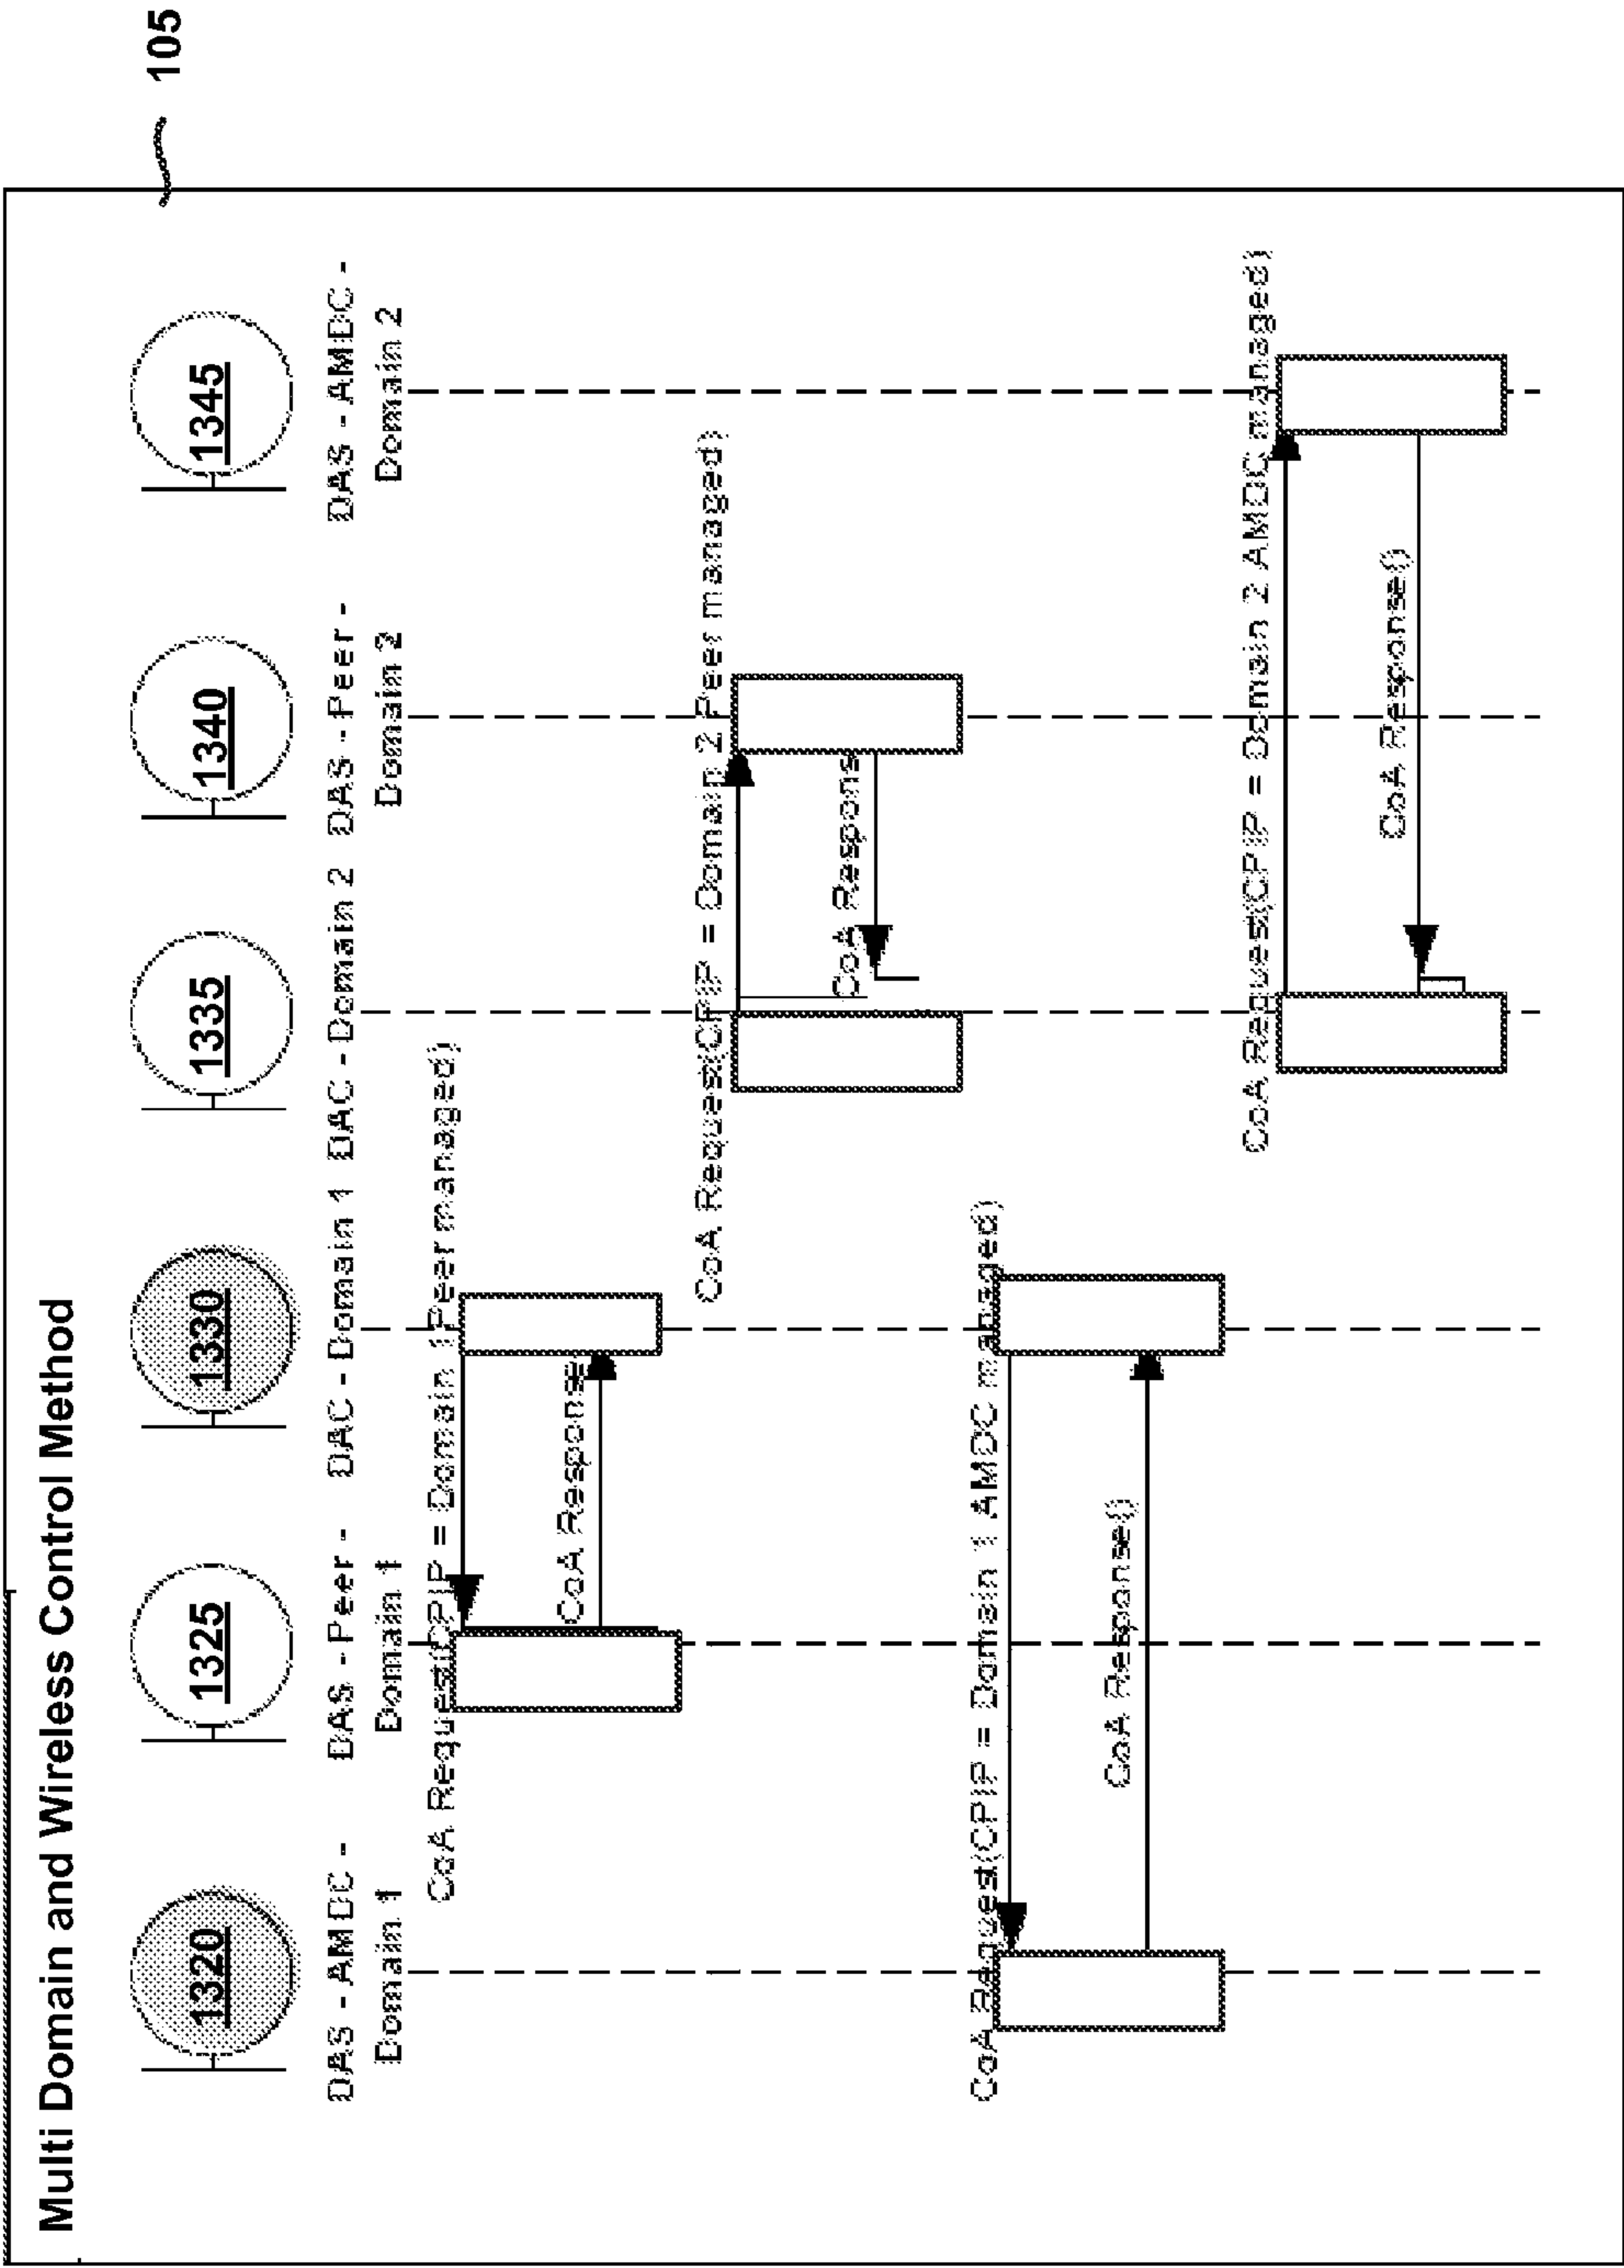 Multi Domain and Wireless Control Method
105
1320
1325
1330
1335
1340
1345
DAS - AMDC -
Domain 1
DAS - Peer -
Domain 1
DAC - Domain 1
DAC - Domain 2
DAS - Peer -
Domain 2
DAS - AMDC -
Domain 2
CoA Request(CPIP = Domain 1 Peer managed)
CoA Response
CoA Request(CPIP = Domain 2 Peer managed)
CoA Respons
CoA Request(CPIP = Domain 1 AMDC managed)
CoA Response()
CoA Request(CPIP = Domain 2 AMDC managed)
CoA Response()